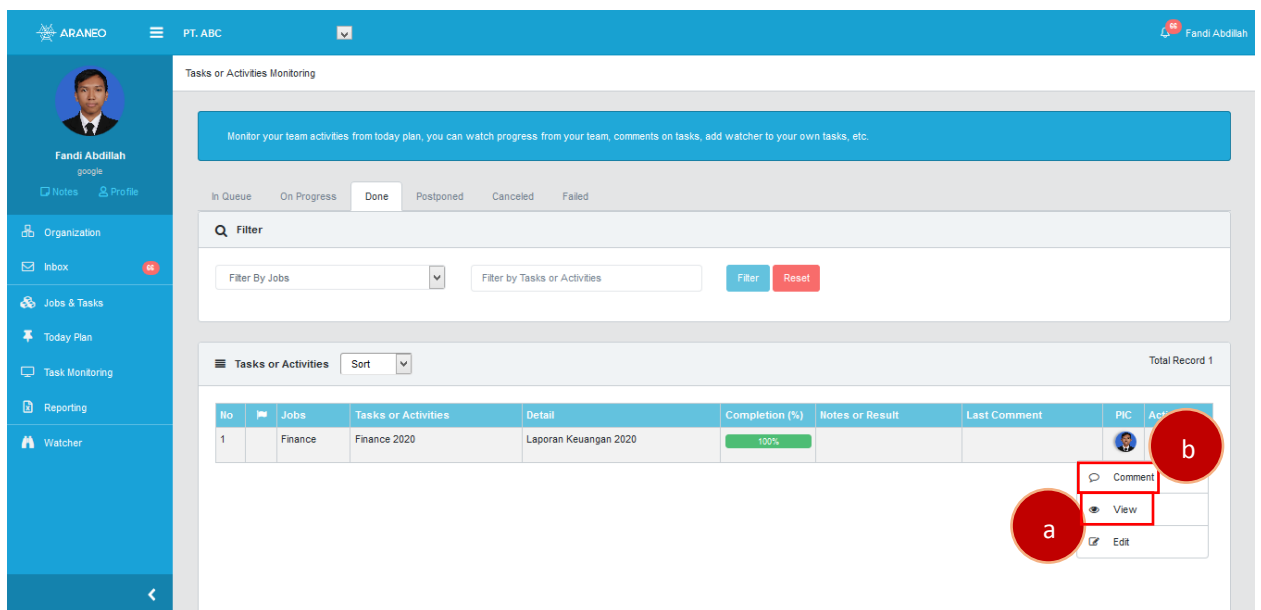 ARANEO PT. ABC Fandi Abdillah
Tasks or Activities Monitoring
Monitor your team activities from today plan, you can watch progress from your team, comments on tasks, add watcher to your own tasks, etc.
Fandi Abdillah
google
Notes Profile
Organization
Inbox
Jobs & Tasks
Today Plan
Task Monitoring
Reporting
Watcher
In Queue On Progress Done Postponed Canceled Failed
Filter
Filter By Jobs Filter by Tasks or Activities Filter Reset
Tasks or Activities Sort Total Record 1
No Jobs Tasks or Activities Detail Completion (%) Notes or Result Last Comment PIC
1 Finance Finance 2020 Laporan Keuangan 2020 100%
b
Comment
View
a
Edit